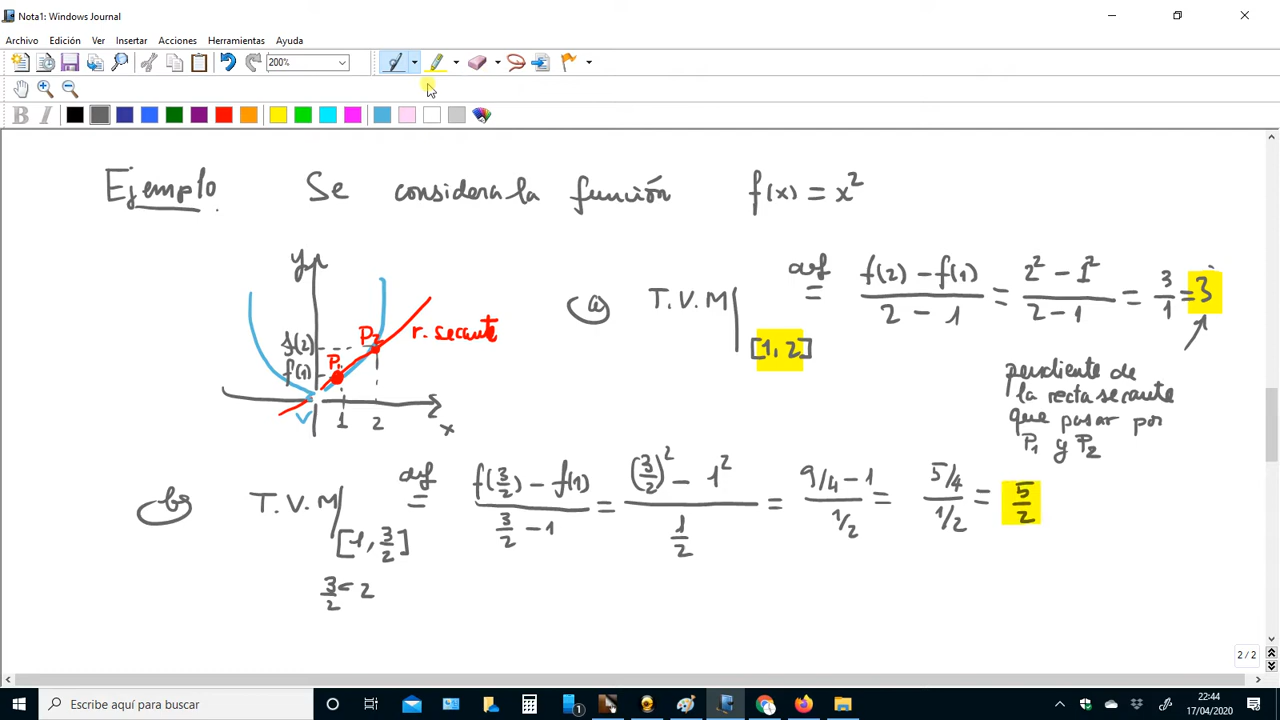 Nota1: Windows Journal
Archivo Edición Ver Insertar Acciones Herramientas Ayuda
200%
B I
Ejemplo. Se considera la función f(x) = x²
y
f(2)
f(1)
P1
P2
r. secante
V
1
2
x
a) T.V.M|[1, 2] def = (f(2) - f(1))/(2 - 1) = (2² - 1²)/(2 - 1) = 3/1 = 3
pendiente de
la recta secante
que pasar por
P1 y P2
b) T.V.M|[1, 3/2] def = (f(3/2) - f(1))/(3/2 - 1) = ((3/2)² - 1²)/(1/2) = (9/4 - 1)/(1/2) = (5/4)/(1/2) = 5/2
3/2 < 2
2 / 2
Escribe aquí para buscar
1
22:44
17/04/2020